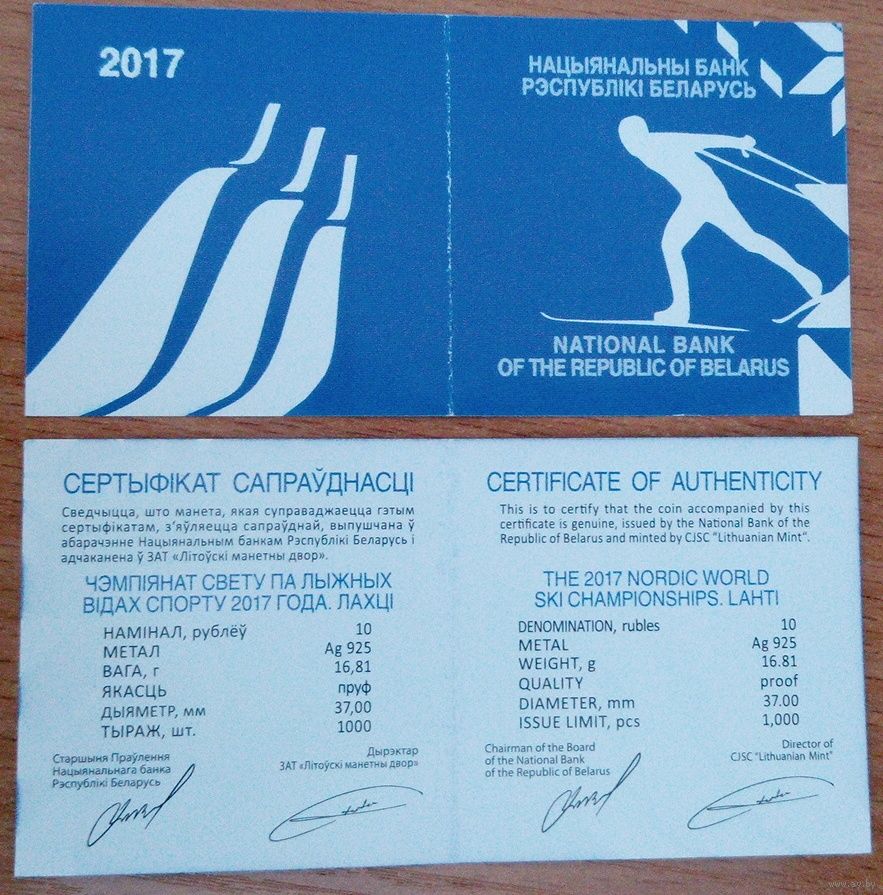 2017
НАЦЫЯНАЛЬНЫ БАНК
РЭСПУБЛІКІ БЕЛАРУСЬ
NATIONAL BANK
OF THE REPUBLIC OF BELARUS
СЕРТЫФІКАТ САПРАЎДНАСЦІ
Сведчыцца, што манета, якая суправаджаецца гэтым
сертыфікатам, з'яўляецца сапраўднай, выпушчана ў
абарачэнне Нацыянальным банкам Рэспублікі Беларусь і
адчаканена ў ЗАТ «Літоўскі манетны двор».
ЧЭМПІЯНАТ СВЕТУ ПА ЛЫЖНЫХ
ВІДАХ СПОРТУ 2017 ГОДА. ЛАХЦІ
НАМІНАЛ, рублёў 10
МЕТАЛ Ag 925
ВАГА, г 16,81
ЯКАСЦЬ пруф
ДЫЯМЕТР, мм 37,00
ТЫРАЖ, шт. 1000
Старшыня Праўлення
Нацыянальнага банка
Рэспублікі Беларусь
Дырэктар
ЗАТ «Літоўскі манетны двор»
CERTIFICATE OF AUTHENTICITY
This is to certify that the coin accompanied by this
certificate is genuine, issued by the National Bank of the
Republic of Belarus and minted by CJSC "Lithuanian Mint".
THE 2017 NORDIC WORLD
SKI CHAMPIONSHIPS. LAHTI
DENOMINATION, rubles 10
METAL Ag 925
WEIGHT, g 16.81
QUALITY proof
DIAMETER, mm 37.00
ISSUE LIMIT, pcs 1,000
Chairman of the Board
of the National Bank
of the Republic of Belarus
Director of
CJSC "Lithuanian Mint"
www.ay.by